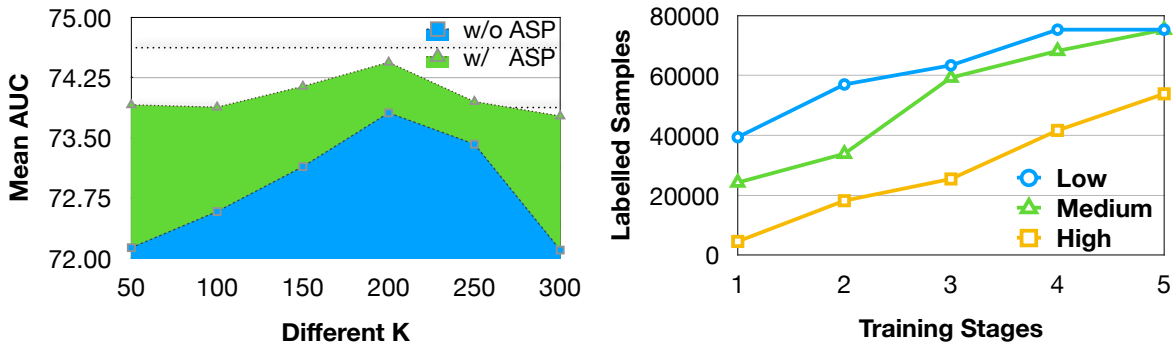 75.00
74.25
73.50
72.75
72.00
Mean AUC
w/o ASP
w/ ASP
50 100 150 200 250 300
Different K
80000
60000
40000
20000
0
Labelled Samples
Low
Medium
High
1 2 3 4 5
Training Stages